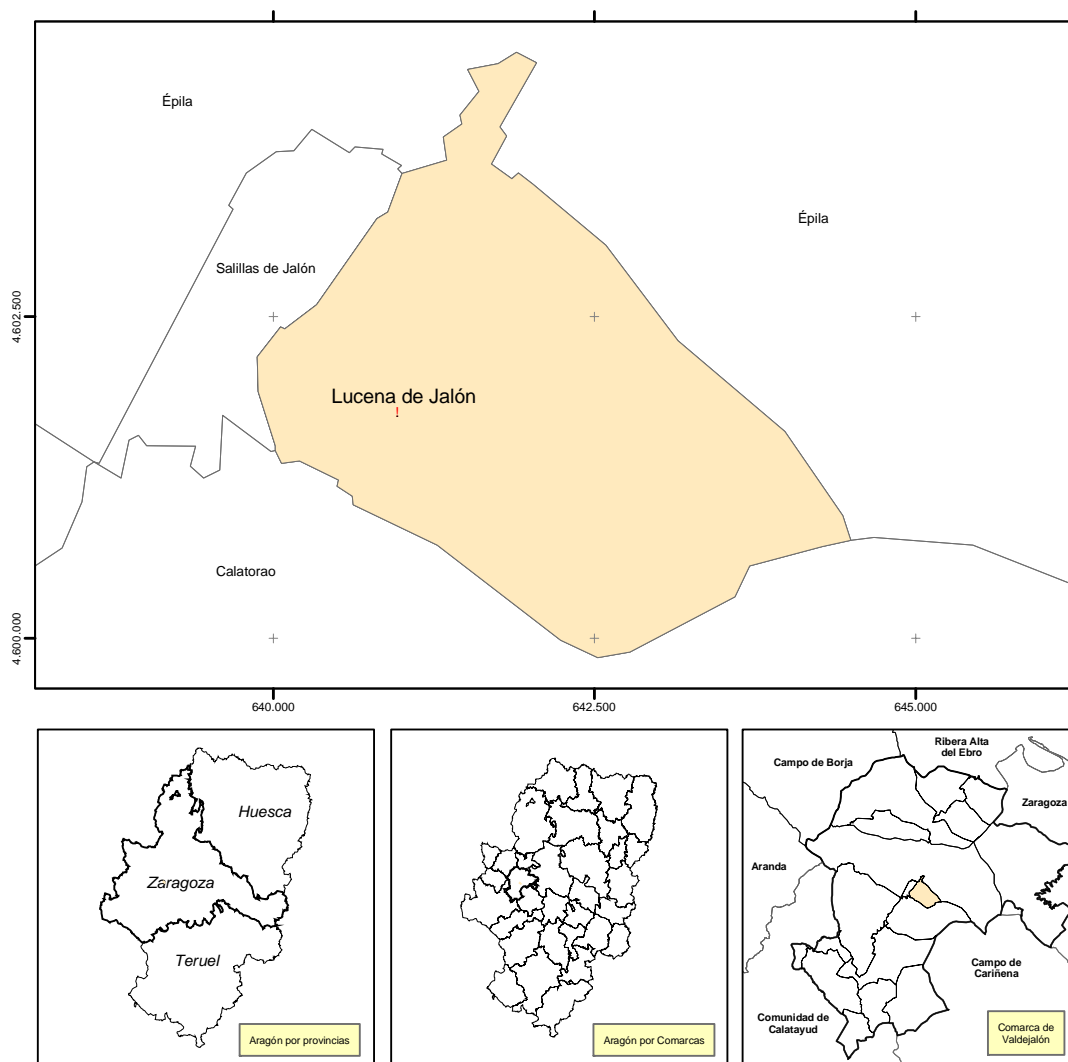 Épila
Épila
Salillas de Jalón
4.602.500
Lucena de Jalón
!
Calatorao
4.600.000
640.000
642.500
645.000
Huesca
Zaragoza
Teruel
Aragón por provincias
Aragón por Comarcas
Ribera Alta
del Ebro
Campo de Borja
Zaragoza
Aranda
Campo de
Cariñena
Comunidad de
Calatayud
Comarca de
Valdejalón